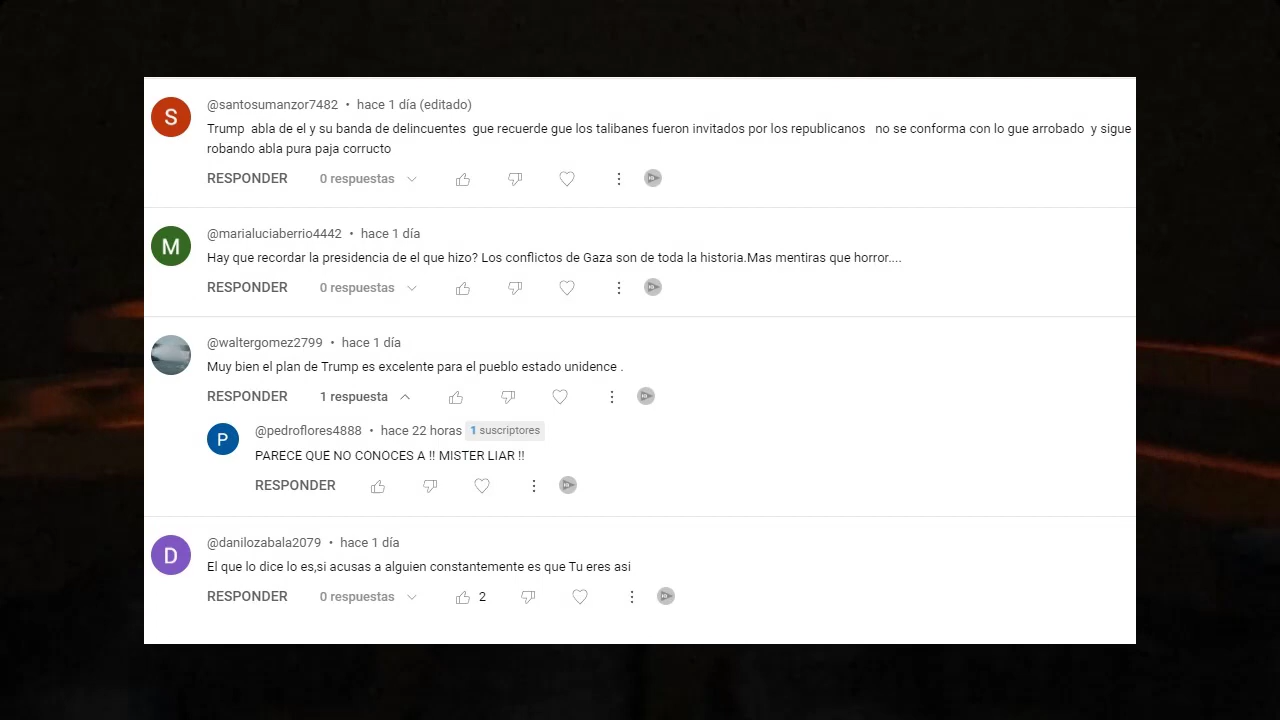 S
@santosumanzor7482 • hace 1 día (editado)
Trump abla de el y su banda de delincuentes gue recuerde gue los talibanes fueron invitados por los republicanos no se conforma con lo gue arrobado y sigue
robando abla pura paja corructo
RESPONDER 0 respuestas
M
@marialuciaberrio4442 • hace 1 día
Hay que recordar la presidencia de el que hizo? Los conflictos de Gaza son de toda la historia.Mas mentiras que horror....
RESPONDER 0 respuestas
@waltergomez2799 • hace 1 día
Muy bien el plan de Trump es excelente para el pueblo estado unidence .
RESPONDER 1 respuesta
P
@pedroflores4888 • hace 22 horas 1 suscriptores
PARECE QUE NO CONOCES A !! MISTER LIAR !!
RESPONDER
D
@danilozabala2079 • hace 1 día
El que lo dice lo es,si acusas a alguien constantemente es que Tu eres asi
RESPONDER 0 respuestas 2